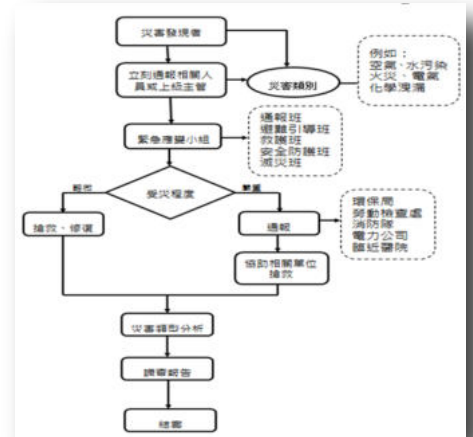 災害發現者
立刻通報相關人
員或上級主管
災害類別
例如：
空氣、水污染
火災、電氣
化學洩漏
緊急應變小組
通報班
避難引導班
救護班
安全防護班
滅災班
受災程度
輕微
嚴重
搶救、修復
通報
環保局
勞動檢查處
消防隊
電力公司
臨近醫院
協助相關單位
搶救
災害類型分析
調查報告
結案